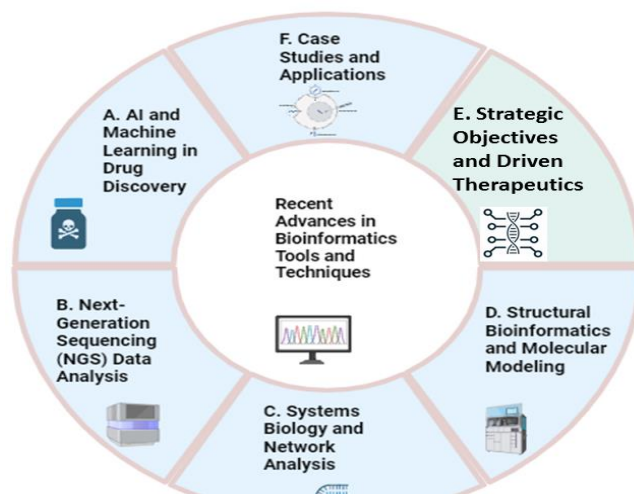 F. Case
Studies and
Applications
A. AI and
Machine
Learning in
Drug
Discovery
E. Strategic
Objectives
and Driven
Therapeutics
Recent
Advances in
Bioinformatics
Tools and
Techniques
B. Next-
Generation
Sequencing
(NGS) Data
Analysis
D. Structural
Bioinformatics
and Molecular
Modeling
C. Systems
Biology and
Network
Analysis